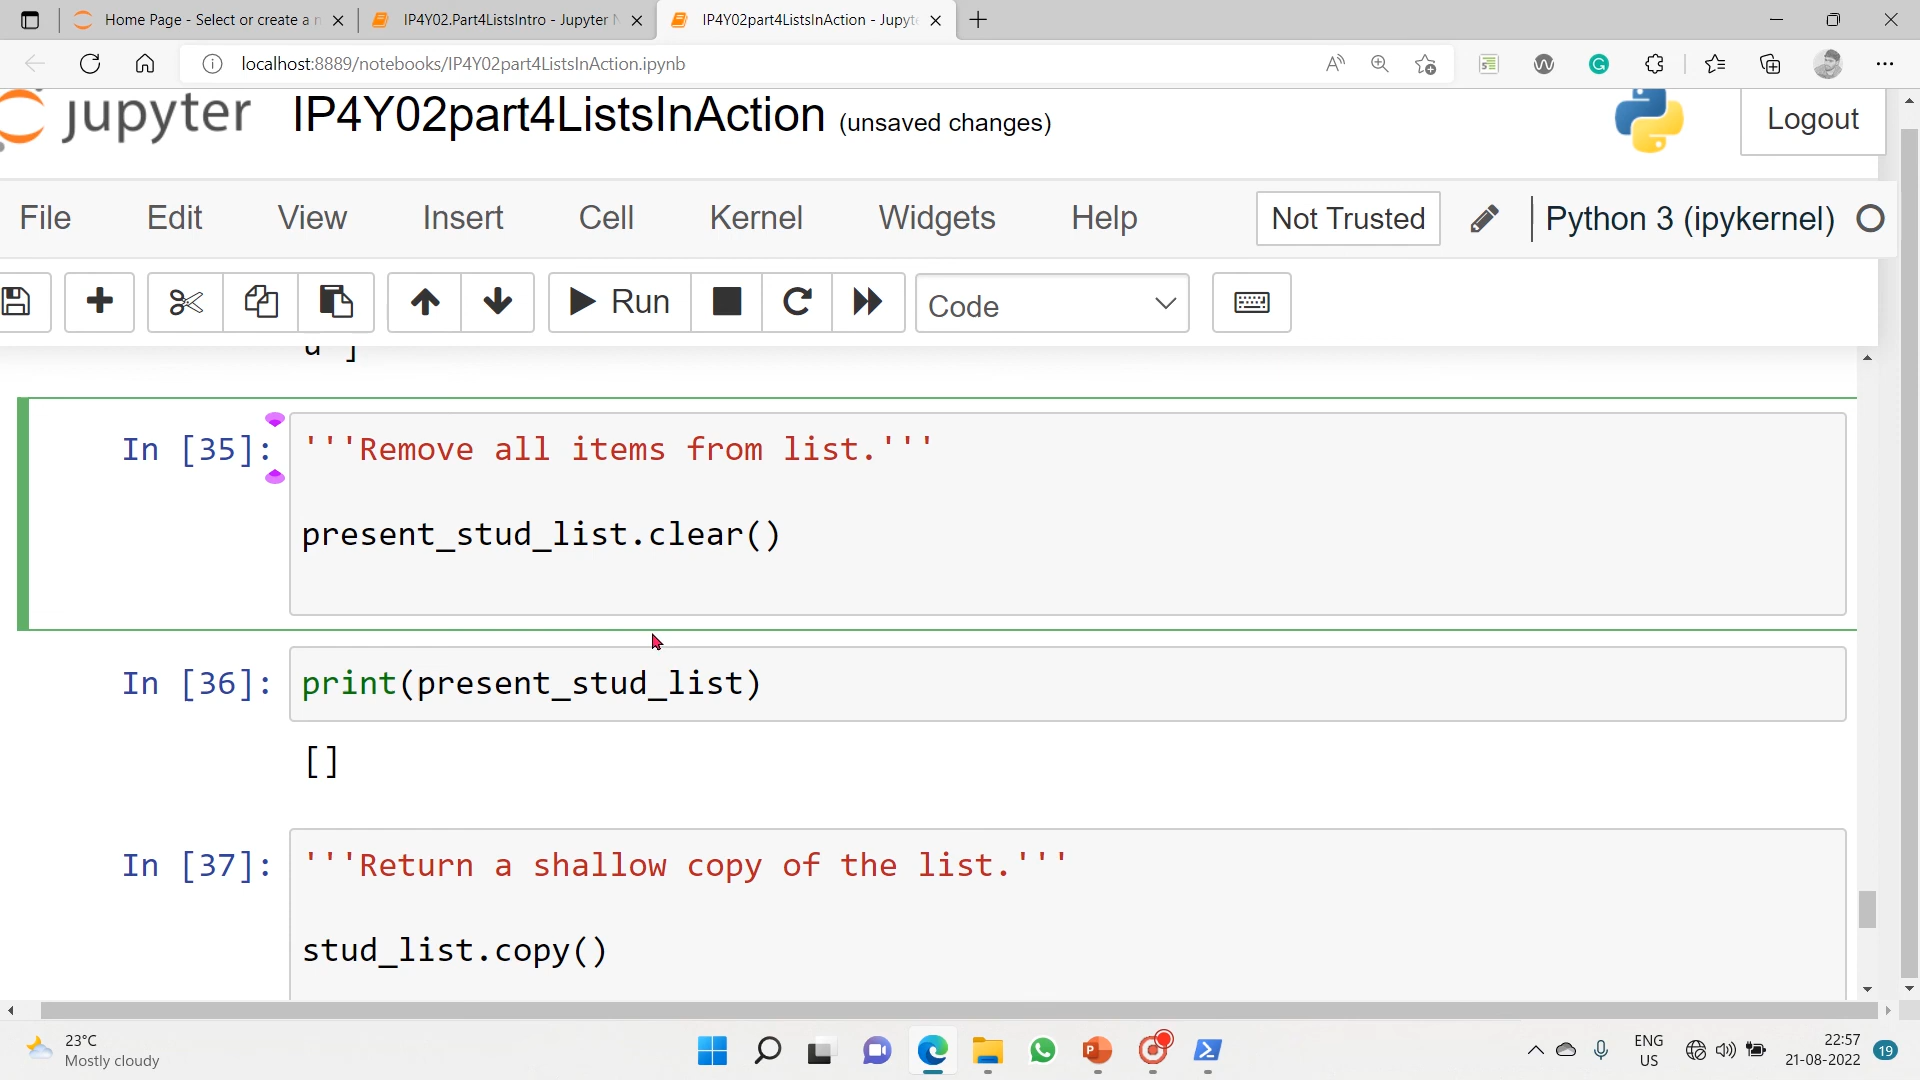 Home Page - Select or create a n
IP4Y02.Part4ListsIntro - Jupyter N
IP4Y02part4ListsInAction - Jupyt
localhost:8889/notebooks/IP4Y02part4ListsInAction.ipynb
jupyter IP4Y02part4ListsInAction (unsaved changes)
Logout
File Edit View Insert Cell Kernel Widgets Help
Not Trusted
Python 3 (ipykernel)
Run
Code
u ]
In [35]: '''Remove all items from list.'''
present_stud_list.clear()
In [36]: print(present_stud_list)
[]
In [37]: '''Return a shallow copy of the list.'''
stud_list.copy()
23°C
Mostly cloudy
ENG
US
22:57
21-08-2022
19